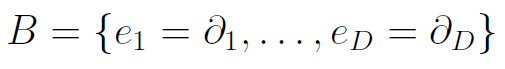 B = {e₁ = ∂₁, . . . , e_D = ∂_D}